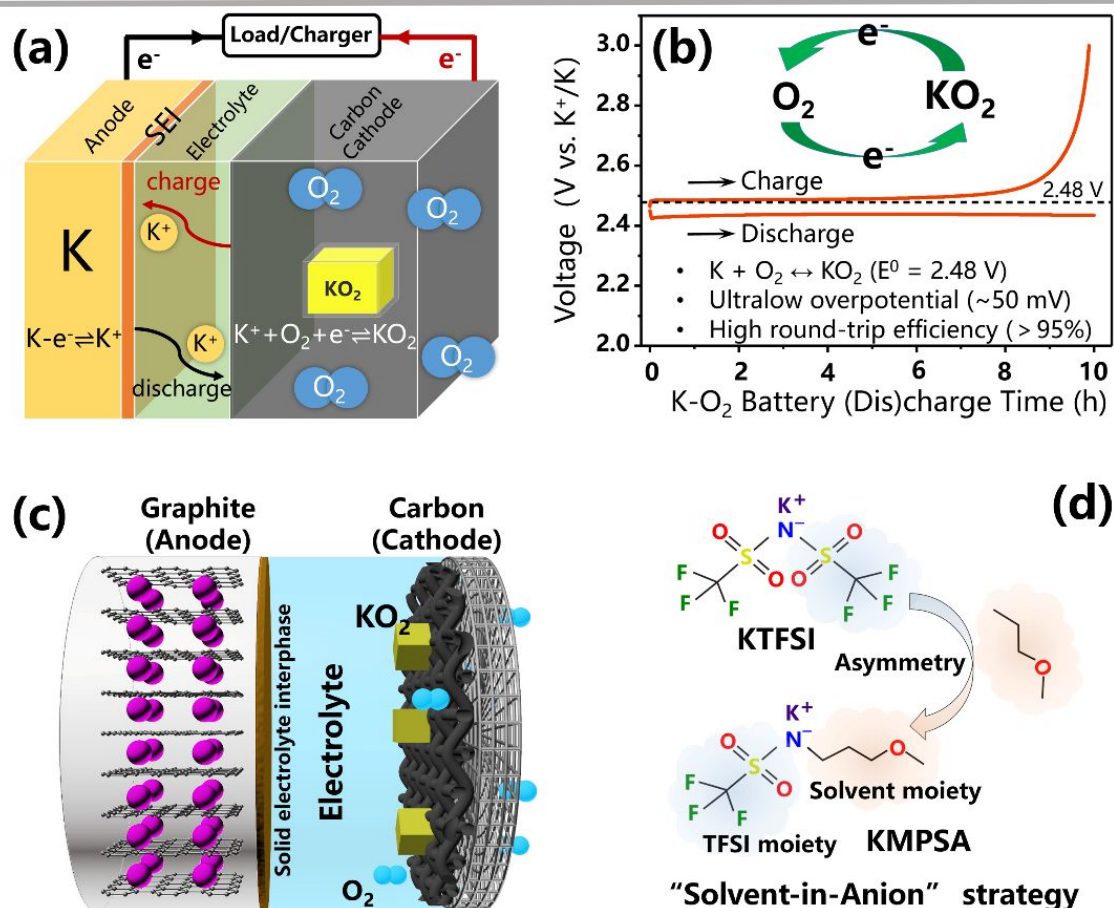 (a)
Load/Charger
e⁻
e⁻
Anode
SEI
Electrolyte
Carbon
Cathode
charge
K⁺
K
O₂
O₂
KO₂
K-e⁻⇌K⁺
K⁺
K⁺+O₂+e⁻⇌KO₂
discharge
O₂
O₂
(b)
Voltage (V vs. K⁺/K)
3.0
2.8
2.6
2.4
2.2
2.0
e⁻
O₂
KO₂
e⁻
→ Charge
2.48 V
→ Discharge
• K + O₂ ↔ KO₂ (E⁰ = 2.48 V)
• Ultralow overpotential (~50 mV)
• High round-trip efficiency (> 95%)
0 2 4 6 8 10
K-O₂ Battery (Dis)charge Time (h)
(c)
Graphite
(Anode)
Carbon
(Cathode)
Solid electrolyte interphase
Electrolyte
KO₂
O₂
(d)
K⁺
O
N⁻
O
S
S
O
O
F
F
F
F
F
F
KTFSI
Asymmetry
O
K⁺
O
N⁻
O
S
O
F
F
F
Solvent moiety
TFSI moiety
KMPSA
“Solvent-in-Anion” strategy